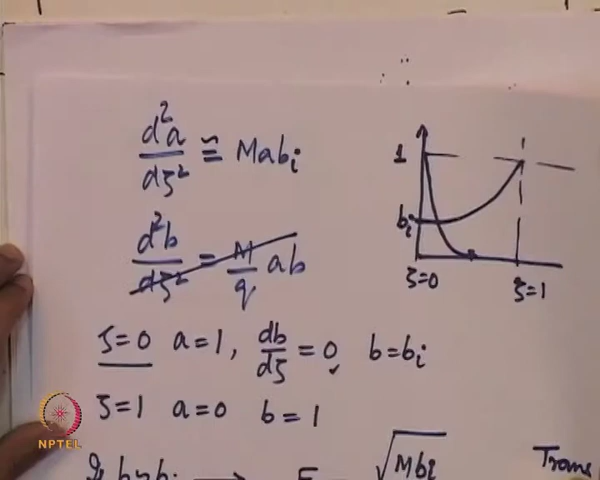 d²a/dζ² ≅ Mabᵢ
d²b/dζ² = M/q ab
1
bᵢ
ζ=0
ζ=1
ζ=0 a=1, db/dζ = 0 b=bᵢ
ζ=1 a=0 b=1
√Mbᵢ
NPTEL